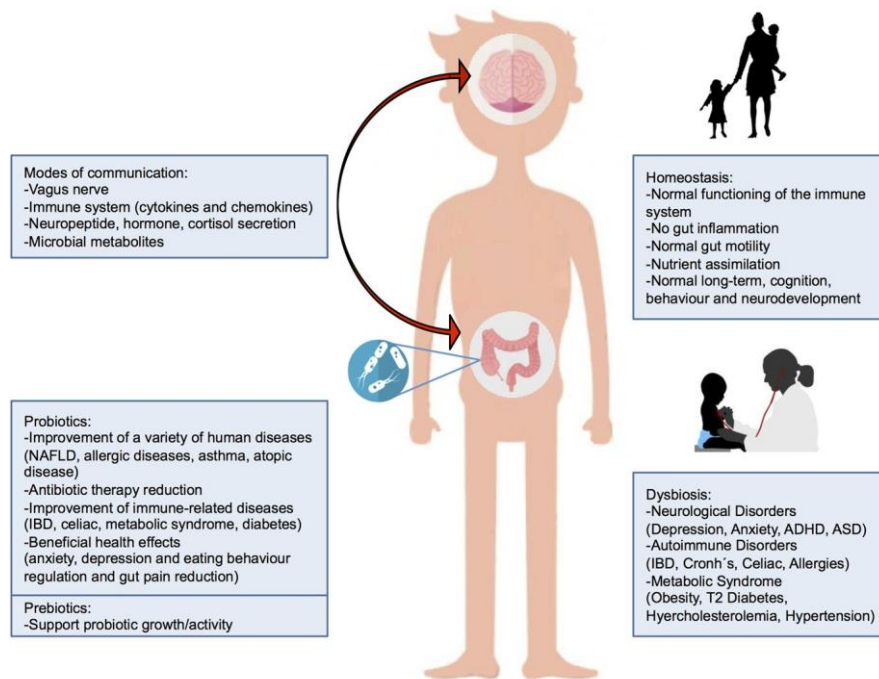 Modes of communication:
-Vagus nerve
-Immune system (cytokines and chemokines)
-Neuropeptide, hormone, cortisol secretion
-Microbial metabolites
Homeostasis:
-Normal functioning of the immune
system
-No gut inflammation
-Normal gut motility
-Nutrient assimilation
-Normal long-term, cognition,
behaviour and neurodevelopment
Probiotics:
-Improvement of a variety of human diseases
(NAFLD, allergic diseases, asthma, atopic
disease)
-Antibiotic therapy reduction
-Improvement of immune-related diseases
(IBD, celiac, metabolic syndrome, diabetes)
-Beneficial health effects
(anxiety, depression and eating behaviour
regulation and gut pain reduction)
Prebiotics:
-Support probiotic growth/activity
Dysbiosis:
-Neurological Disorders
(Depression, Anxiety, ADHD, ASD)
-Autoimmune Disorders
(IBD, Cronh´s, Celiac, Allergies)
-Metabolic Syndrome
(Obesity, T2 Diabetes,
Hyercholesterolemia, Hypertension)